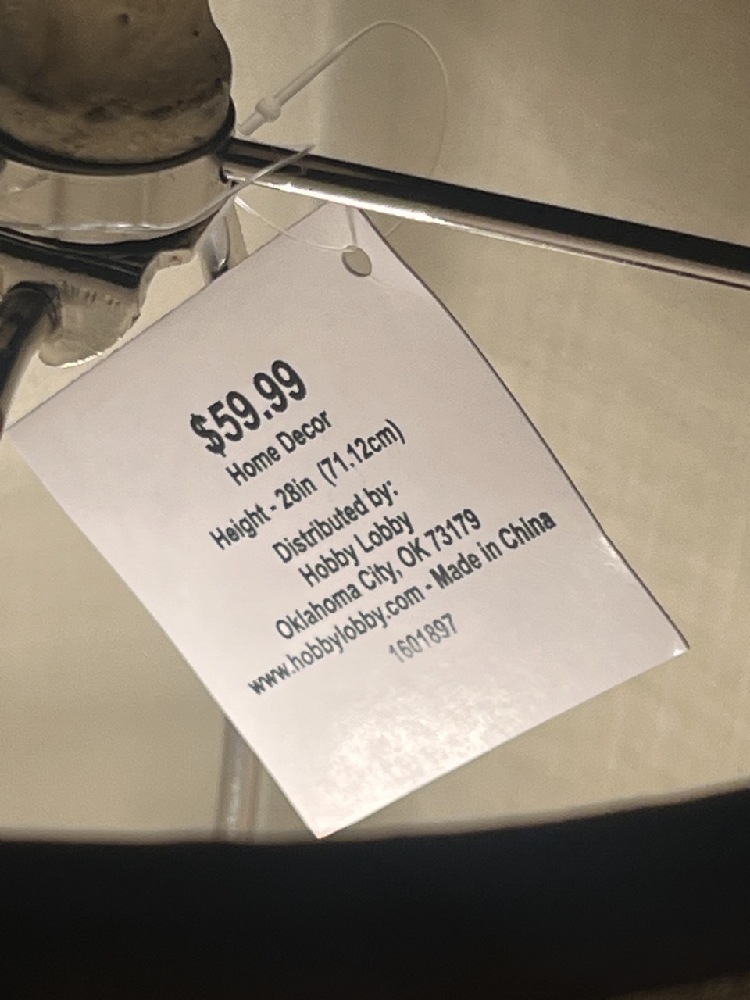 $59.99
Home Decor
Height - 28in (71.12cm)
Distributed by:
Hobby Lobby
Oklahoma City, OK 73179
www.hobbylobby.com - Made in China
1601897